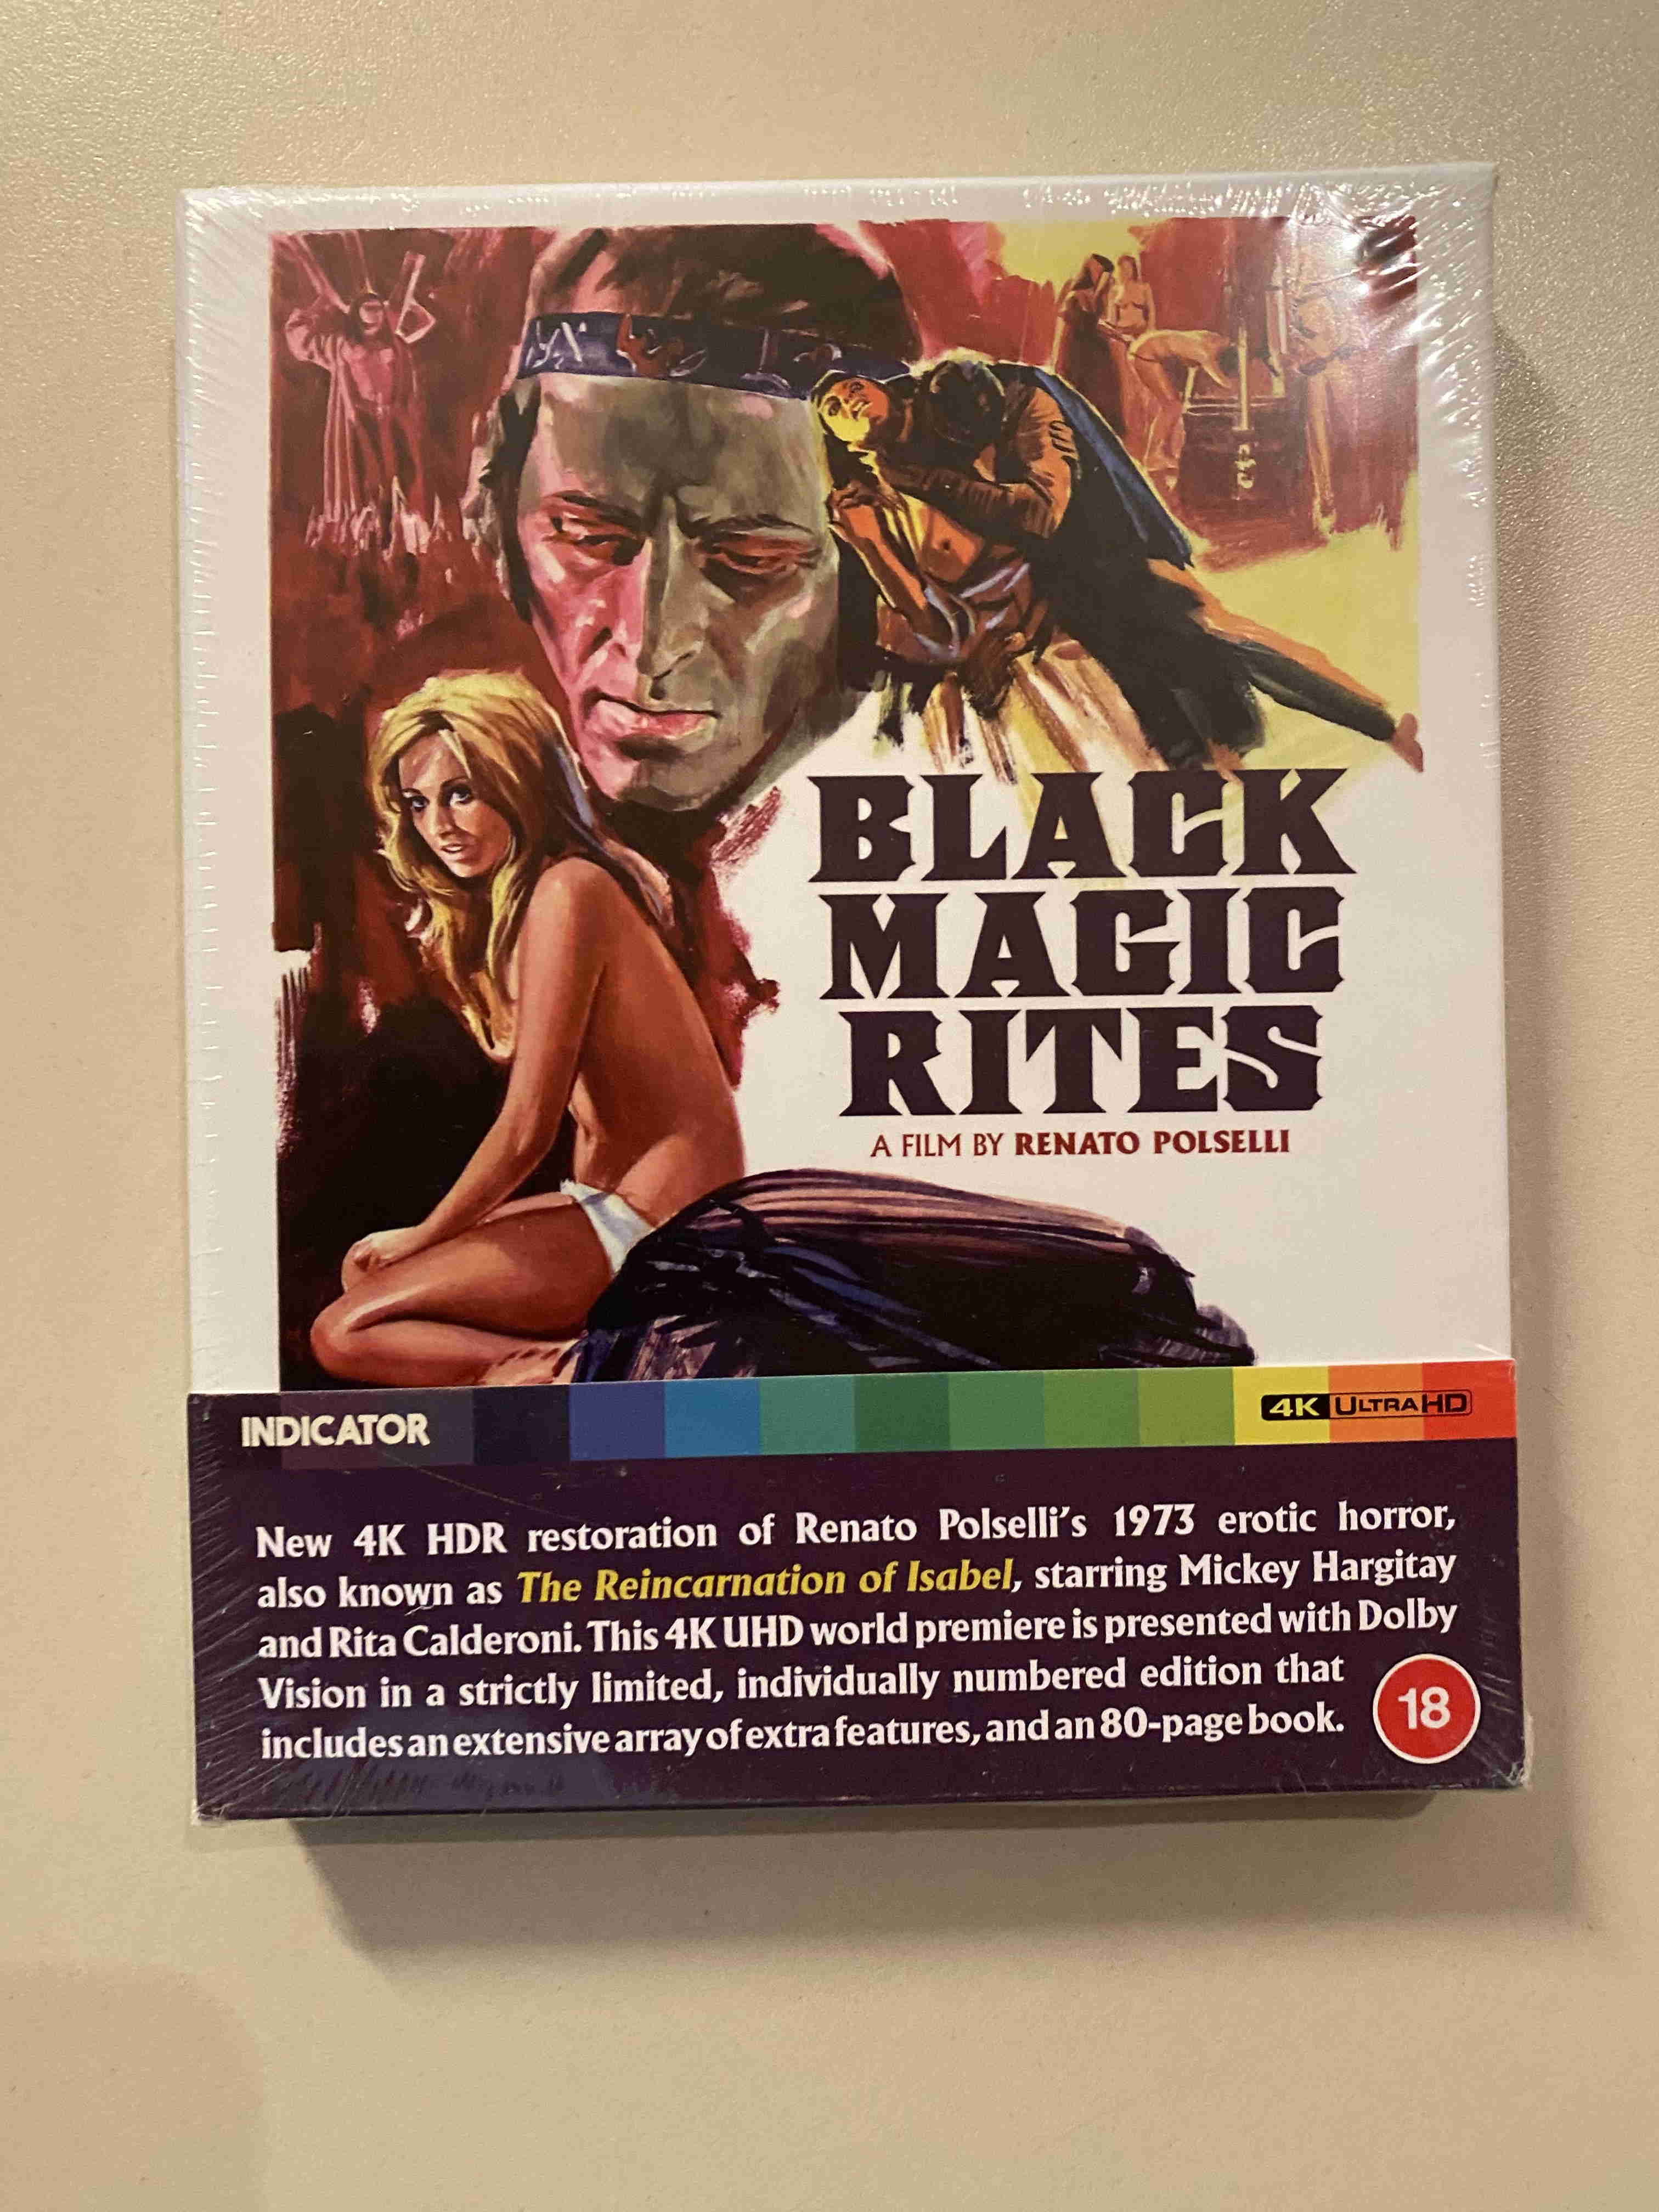 BLACK
MAGIC
RITES
A FILM BY RENATO POLSELLI
INDICATOR
4K ULTRA HD
New 4K HDR restoration of Renato Polselli's 1973 erotic horror,
also known as The Reincarnation of Isabel, starring Mickey Hargitay
and Rita Calderoni. This 4K UHD world premiere is presented with Dolby
Vision in a strictly limited, individually numbered edition that
includes an extensive array of extra features, and an 80-page book.
18